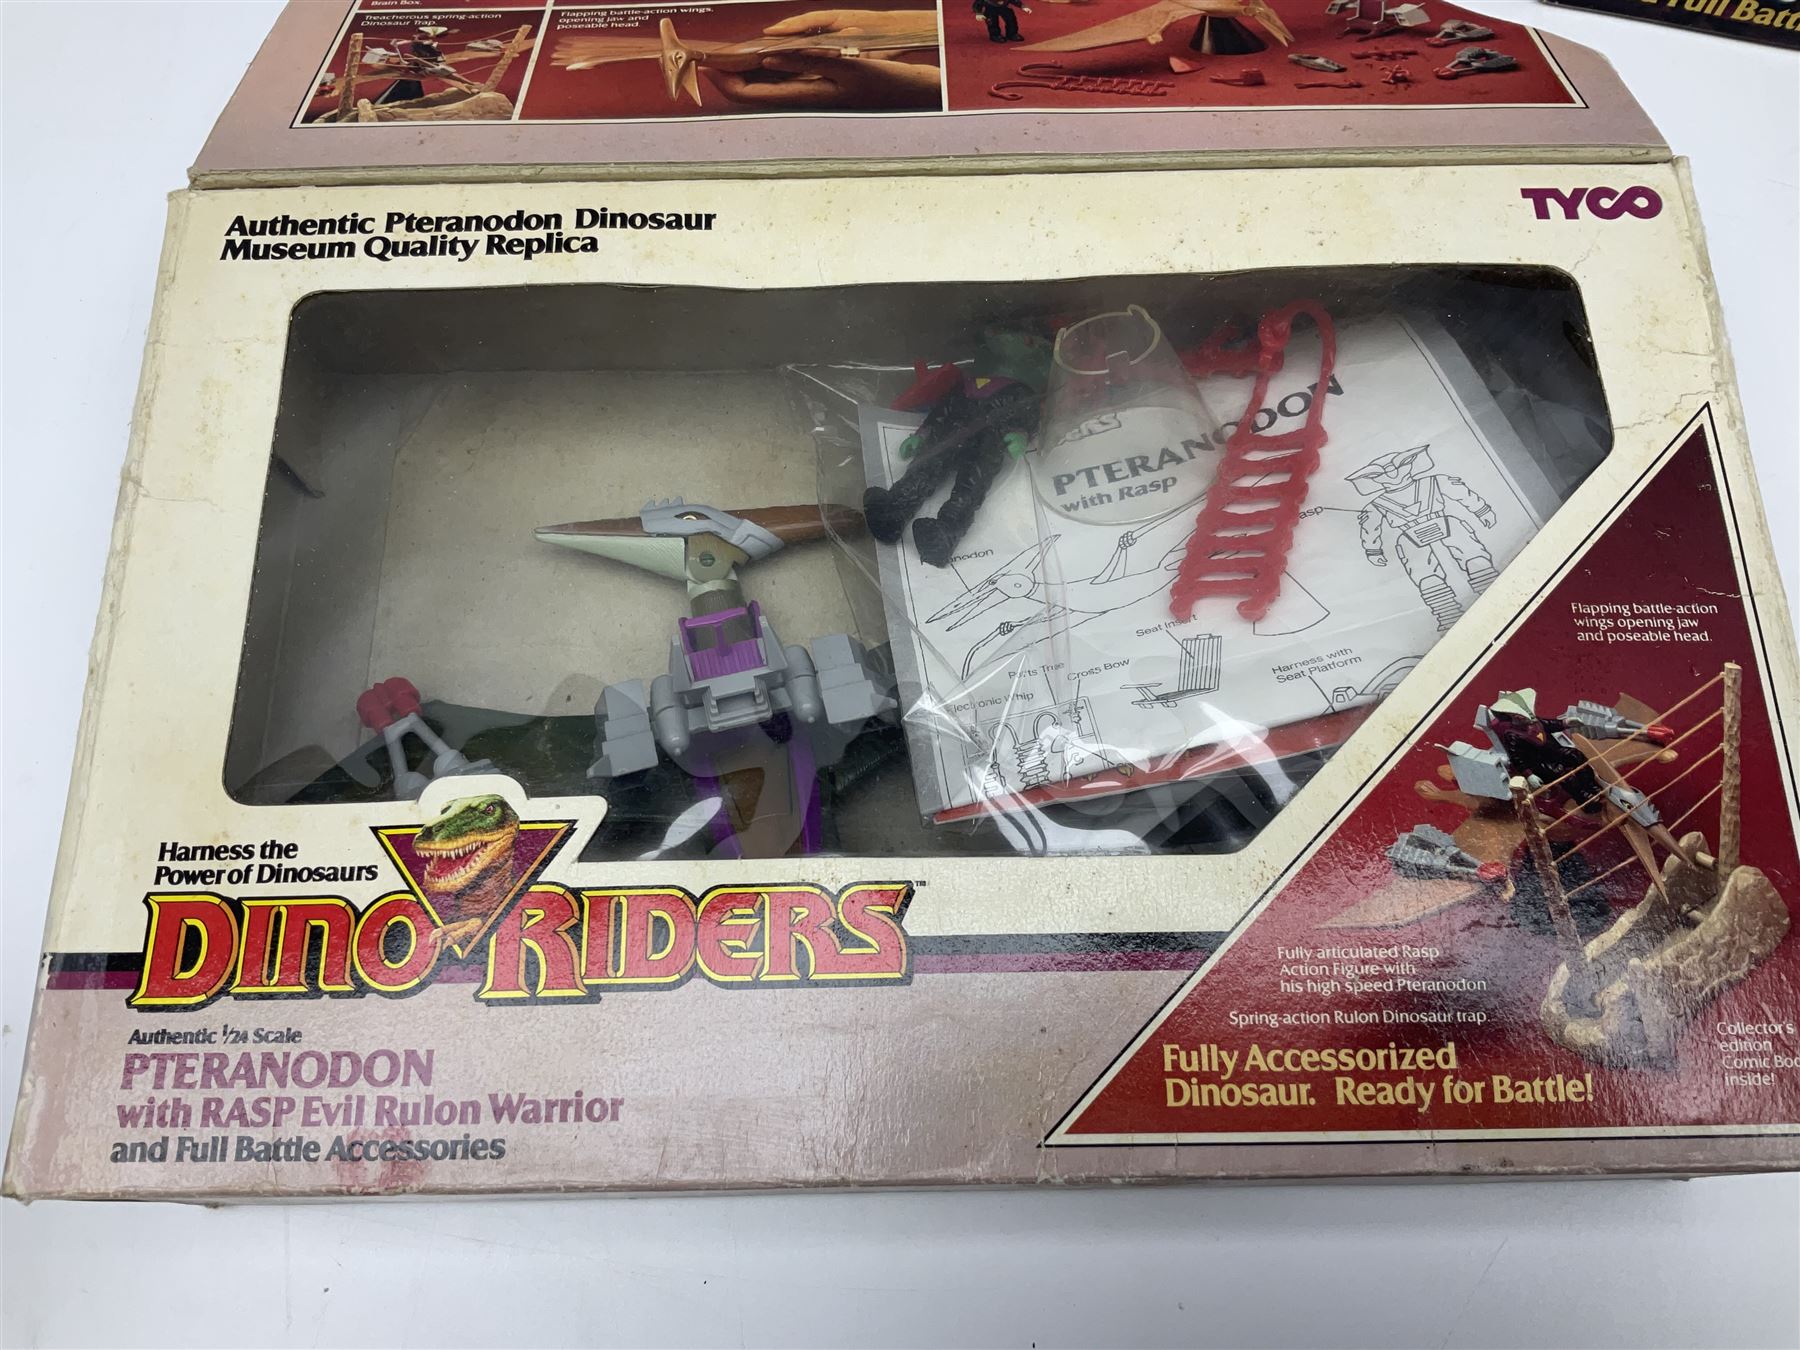 Brain Box.
Treacherous spring-action
Dinosaur Trap.
Flapping battle-action wings,
opening jaw and
poseable head.
Full Battl
Authentic Pteranodon Dinosaur
Museum Quality Replica
TYCO
PTERANODON
with Rasp
Seat Insert
Parts Tree
Cross Bow
Electronic Whip
Harness with
Seat Platform
Flapping battle-action
wings opening jaw
and poseable head.
Harness the
Power of Dinosaurs
DINO RIDERS™
Fully articulated Rasp
Action Figure with
his high speed Pteranodon
Spring-action Rulon Dinosaur trap.
Fully Accessorized
Dinosaur. Ready for Battle!
Collector's
edition
Comic Boo
inside!
Authentic 1/24 Scale
PTERANODON
with RASP Evil Rulon Warrior
and Full Battle Accessories